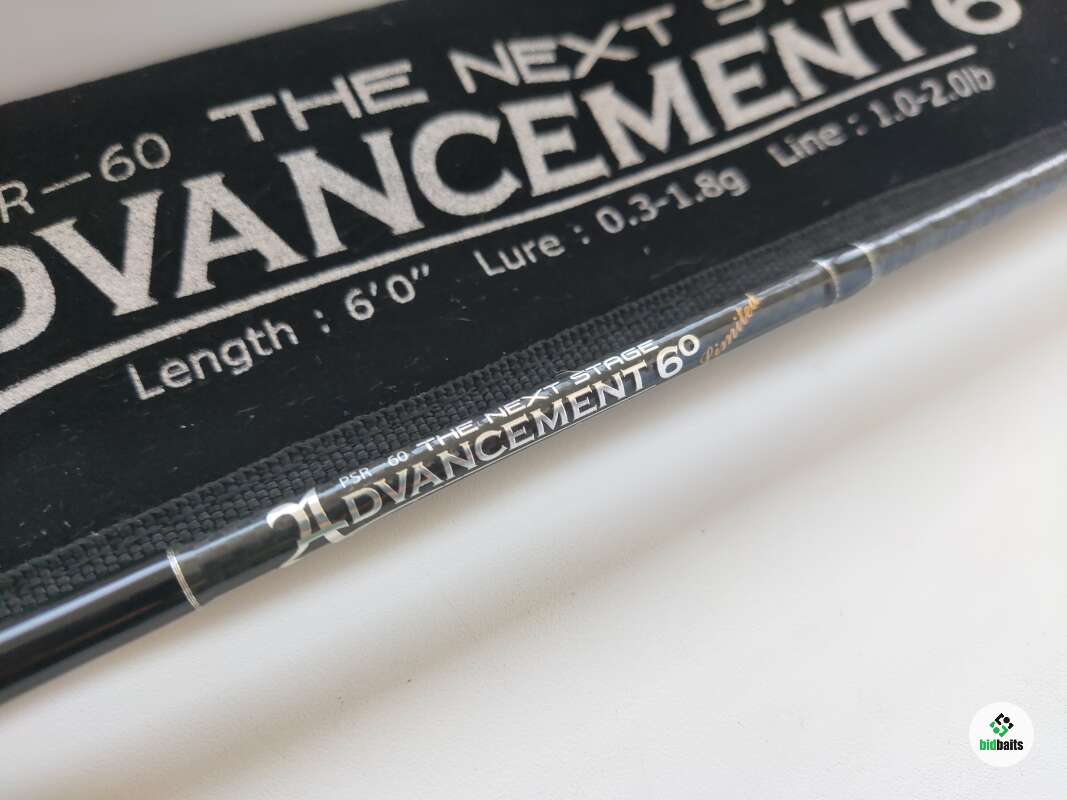 THE NEXT
R-60
DVANCEMENT 6
Length : 6'0" Lure : 0.3-1.8g Line : 1.0-2.0lb
PSR-60 THE NEXT STAGE
ADVANCEMENT 60
Limited
bidbaits